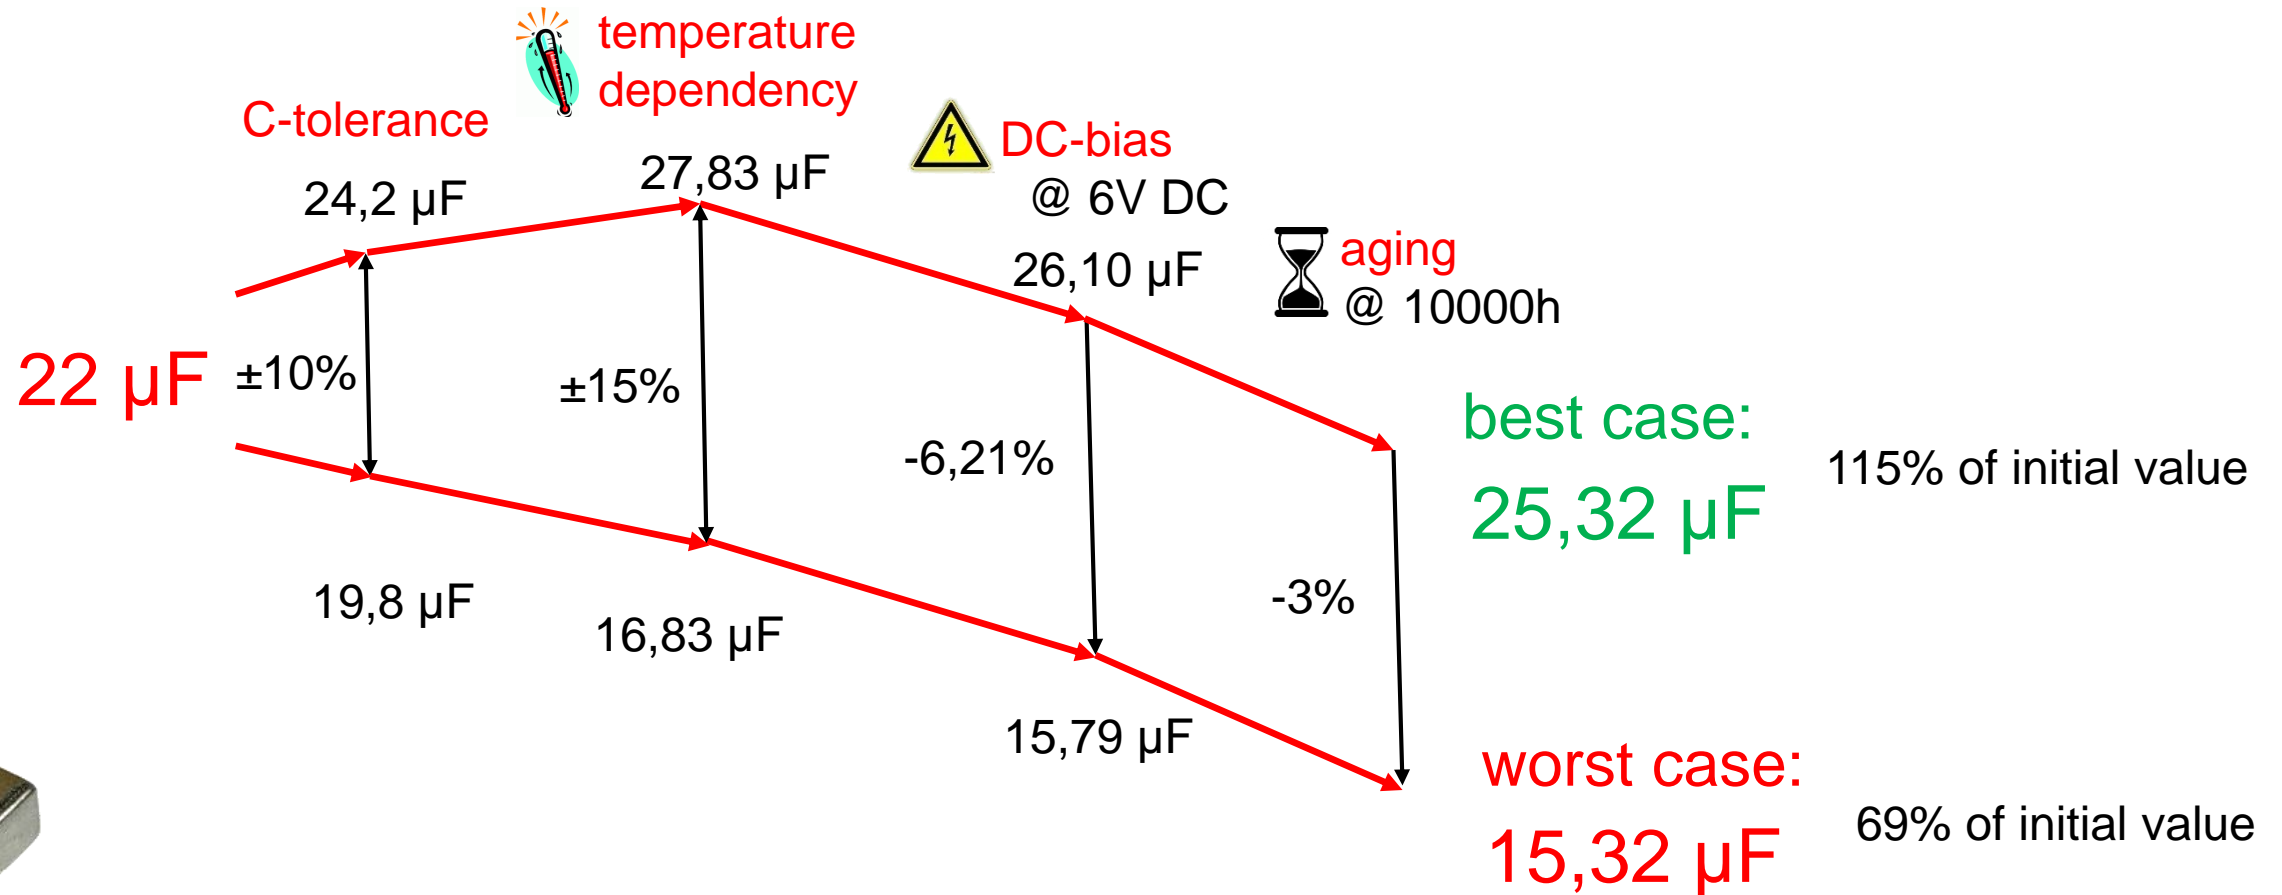 temperature
dependency
C-tolerance
24,2 µF
27,83 µF
DC-bias
@ 6V DC
26,10 µF
aging
@ 10000h
22 µF
±10%
±15%
-6,21%
-3%
best case:
25,32 µF
115% of initial value
19,8 µF
16,83 µF
15,79 µF
worst case:
15,32 µF
69% of initial value